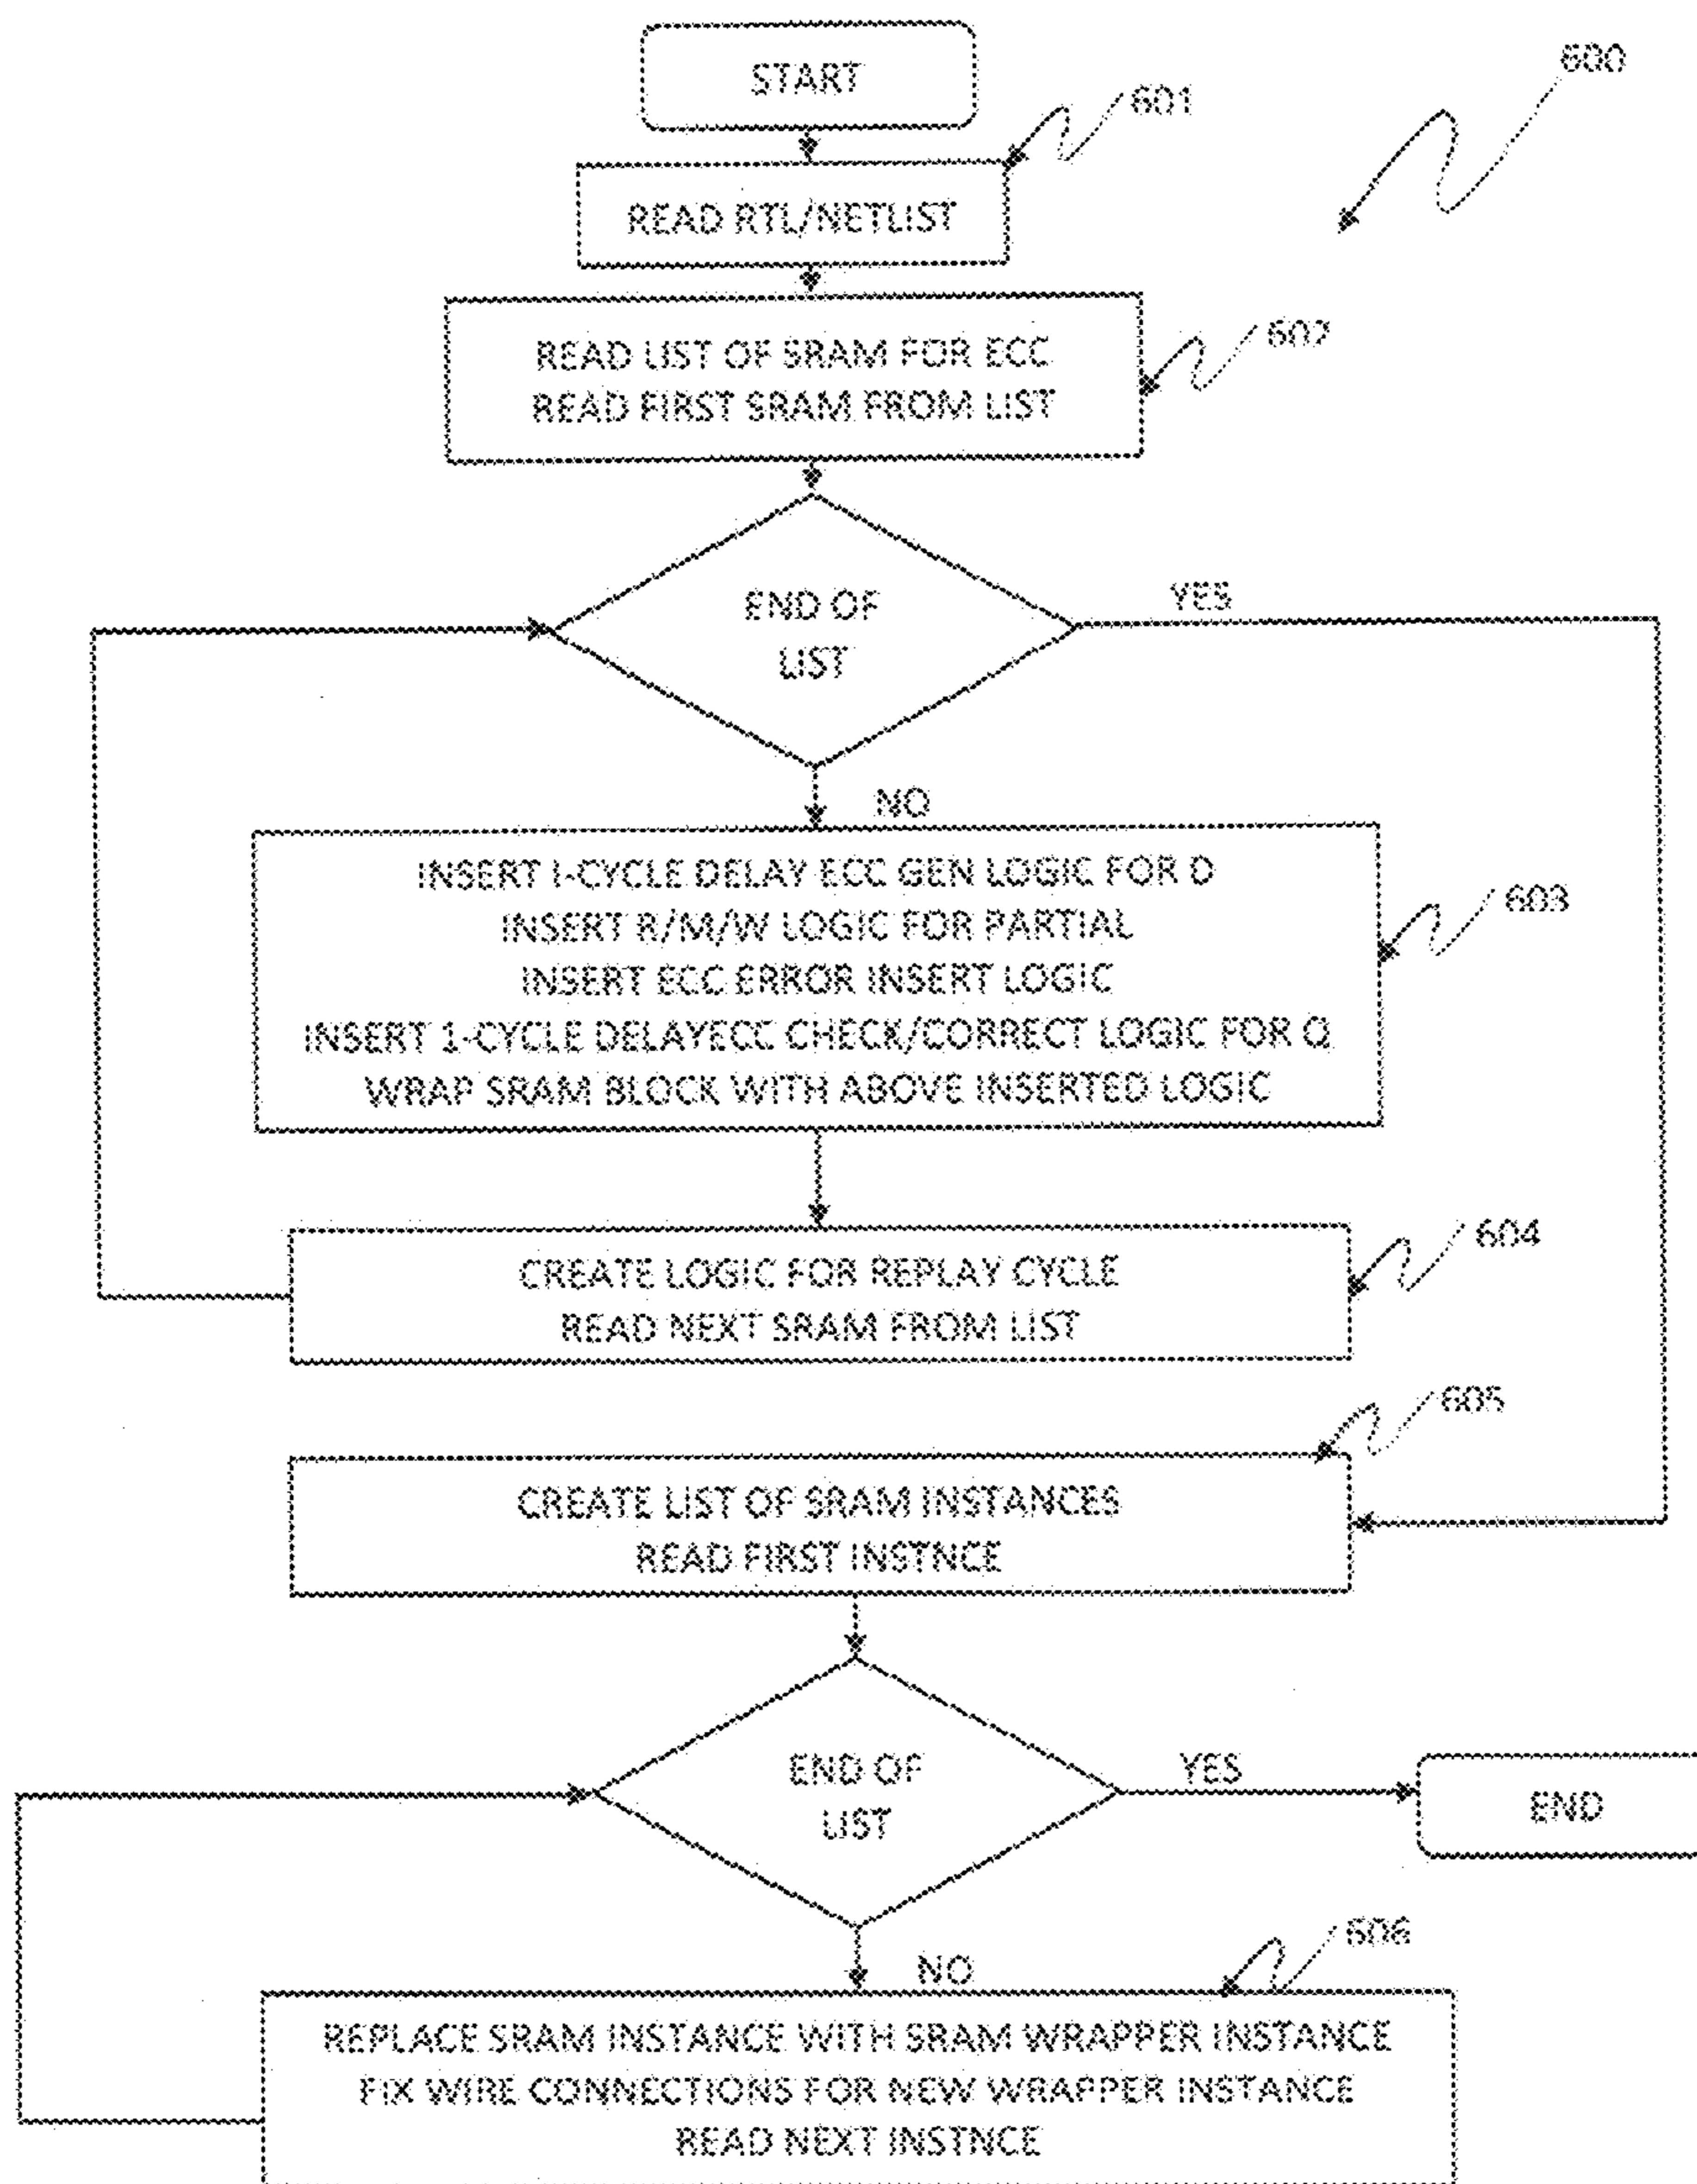 START
600
601
READ RTL/NETLIST
READ LIST OF SRAM FOR ECC
READ FIRST SRAM FROM LIST
602
END OF
LIST
YES
NO
INSERT I-CYCLE DELAY ECC GEN LOGIC FOR D
INSERT R/M/W LOGIC FOR PARTIAL
INSERT ECC ERROR INSERT LOGIC
INSERT 1-CYCLE DELAYECC CHECK/CORRECT LOGIC FOR Q
WRAP SRAM BLOCK WITH ABOVE INSERTED LOGIC
603
CREATE LOGIC FOR REPLAY CYCLE
READ NEXT SRAM FROM LIST
604
605
CREATE LIST OF SRAM INSTANCES
READ FIRST INSTNCE
END OF
LIST
YES
END
NO
606
REPLACE SRAM INSTANCE WITH SRAM WRAPPER INSTANCE
FIX WIRE CONNECTIONS FOR NEW WRAPPER INSTANCE
READ NEXT INSTNCE